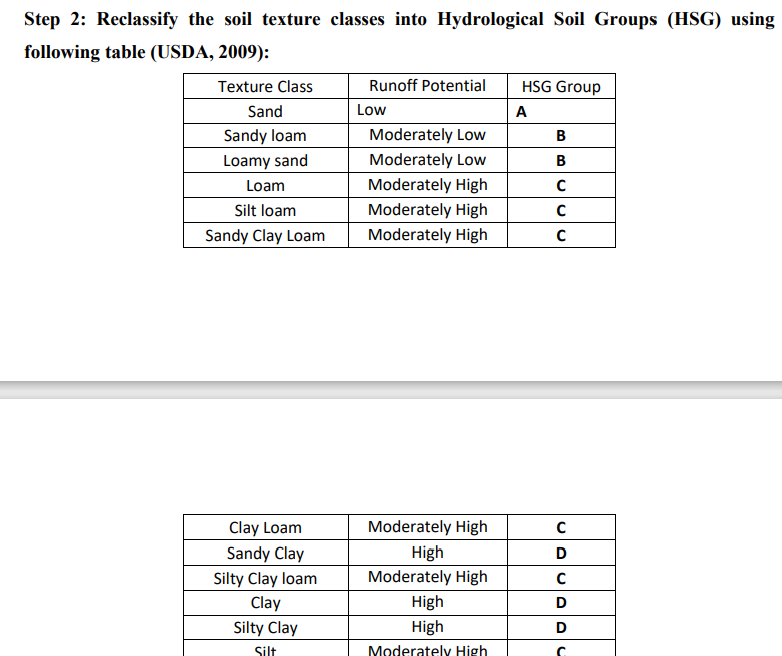 Step 2: Reclassify the soil texture classes into Hydrological Soil Groups (HSG) using
following table (USDA, 2009):
Texture Class Runoff Potential HSG Group
Sand Low A
Sandy loam Moderately Low B
Loamy sand Moderately Low B
Loam Moderately High C
Silt loam Moderately High C
Sandy Clay Loam Moderately High C
Clay Loam Moderately High C
Sandy Clay High D
Silty Clay loam Moderately High C
Clay High D
Silty Clay High D
Silt Moderately High C